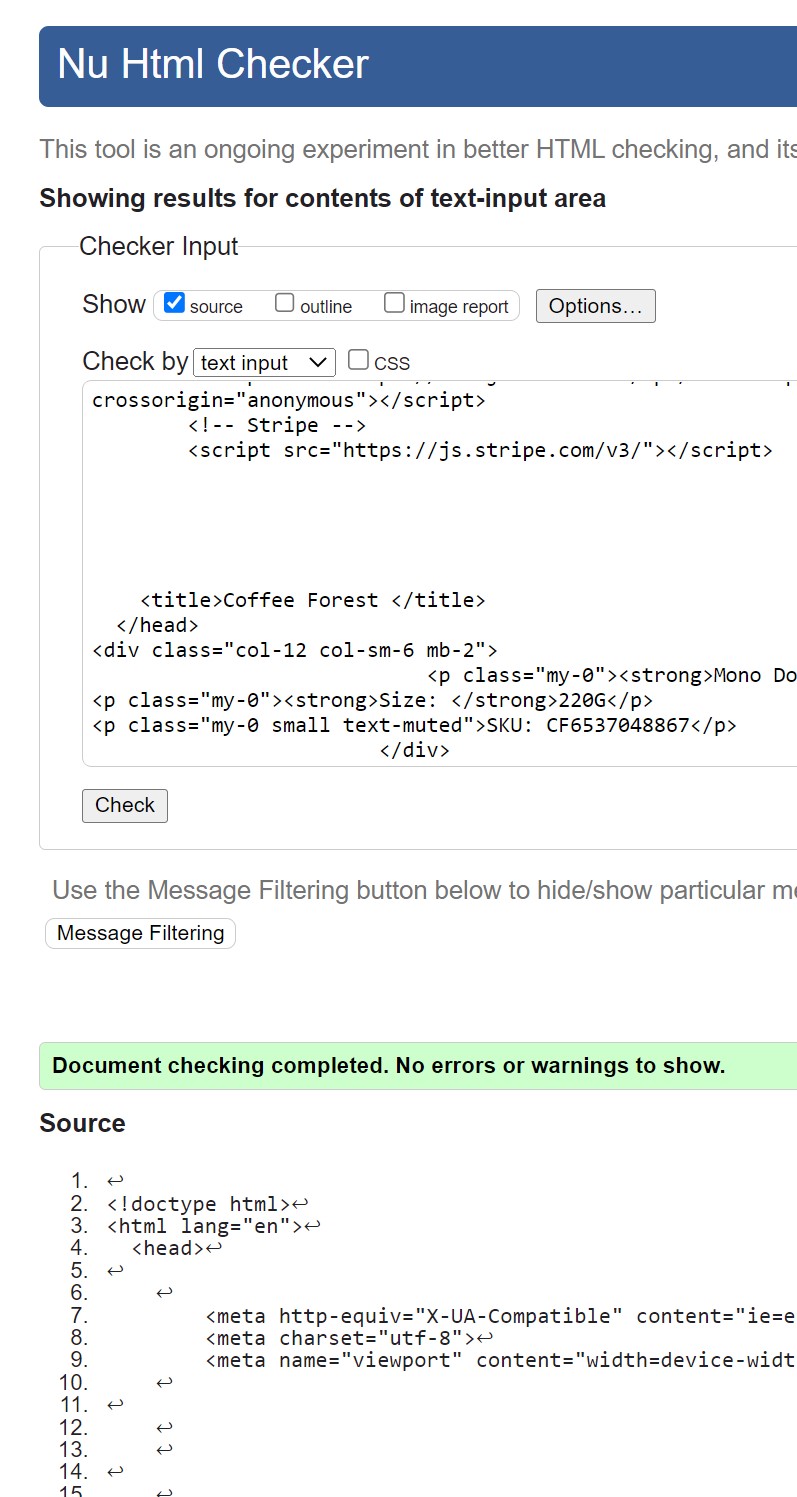 Nu Html Checker
This tool is an ongoing experiment in better HTML checking, and its
Showing results for contents of text-input area
Checker Input
Show source outline image report Options...
Check by text input CSS
crossorigin="anonymous"></script>
<!-- Stripe -->
<script src="https://js.stripe.com/v3/"></script>
<title>Coffee Forest </title>
</head>
<div class="col-12 col-sm-6 mb-2">
<p class="my-0"><strong>Mono Do
<p class="my-0"><strong>Size: </strong>220G</p>
<p class="my-0 small text-muted">SKU: CF6537048867</p>
</div>
Check
Use the Message Filtering button below to hide/show particular me
Message Filtering
Document checking completed. No errors or warnings to show.
Source
1. ↩
2. <!doctype html>↩
3. <html lang="en">↩
4. <head>↩
5. ↩
6. ↩
7. <meta http-equiv="X-UA-Compatible" content="ie=e
8. <meta charset="utf-8">↩
9. <meta name="viewport" content="width=device-widt
10. ↩
11. ↩
12. ↩
13. ↩
14. ↩
15. ↩